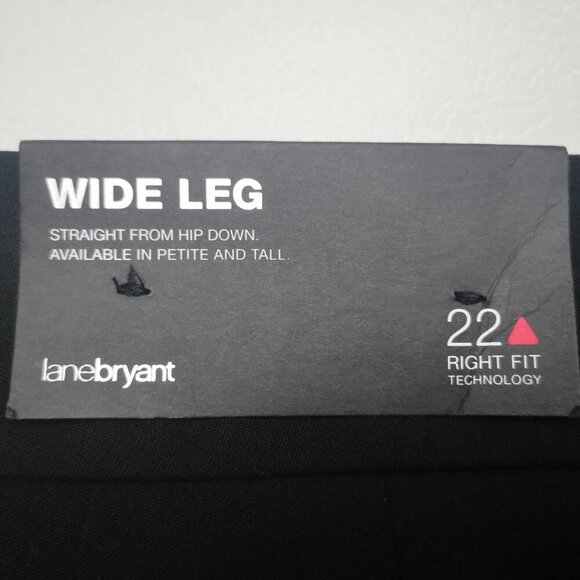 WIDE LEG
STRAIGHT FROM HIP DOWN.
AVAILABLE IN PETITE AND TALL.
lanebryant
22
RIGHT FIT
TECHNOLOGY